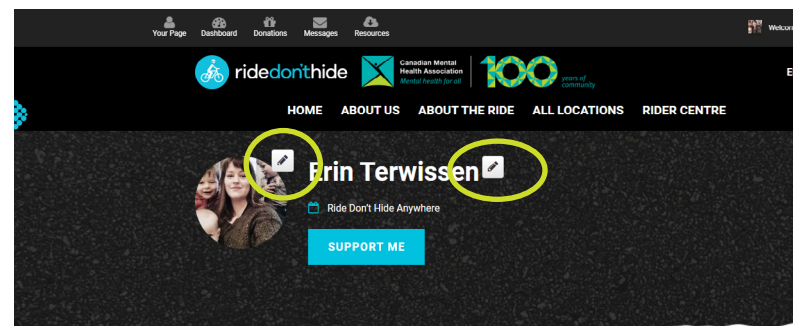 Your Page Dashboard Donations Messages Resources
ridedon'thide Canadian Mental Health Association Mental health for all 100 years of community
HOME ABOUT US ABOUT THE RIDE ALL LOCATIONS RIDER CENTRE
Erin Terwissen
Ride Don't Hide Anywhere
SUPPORT ME